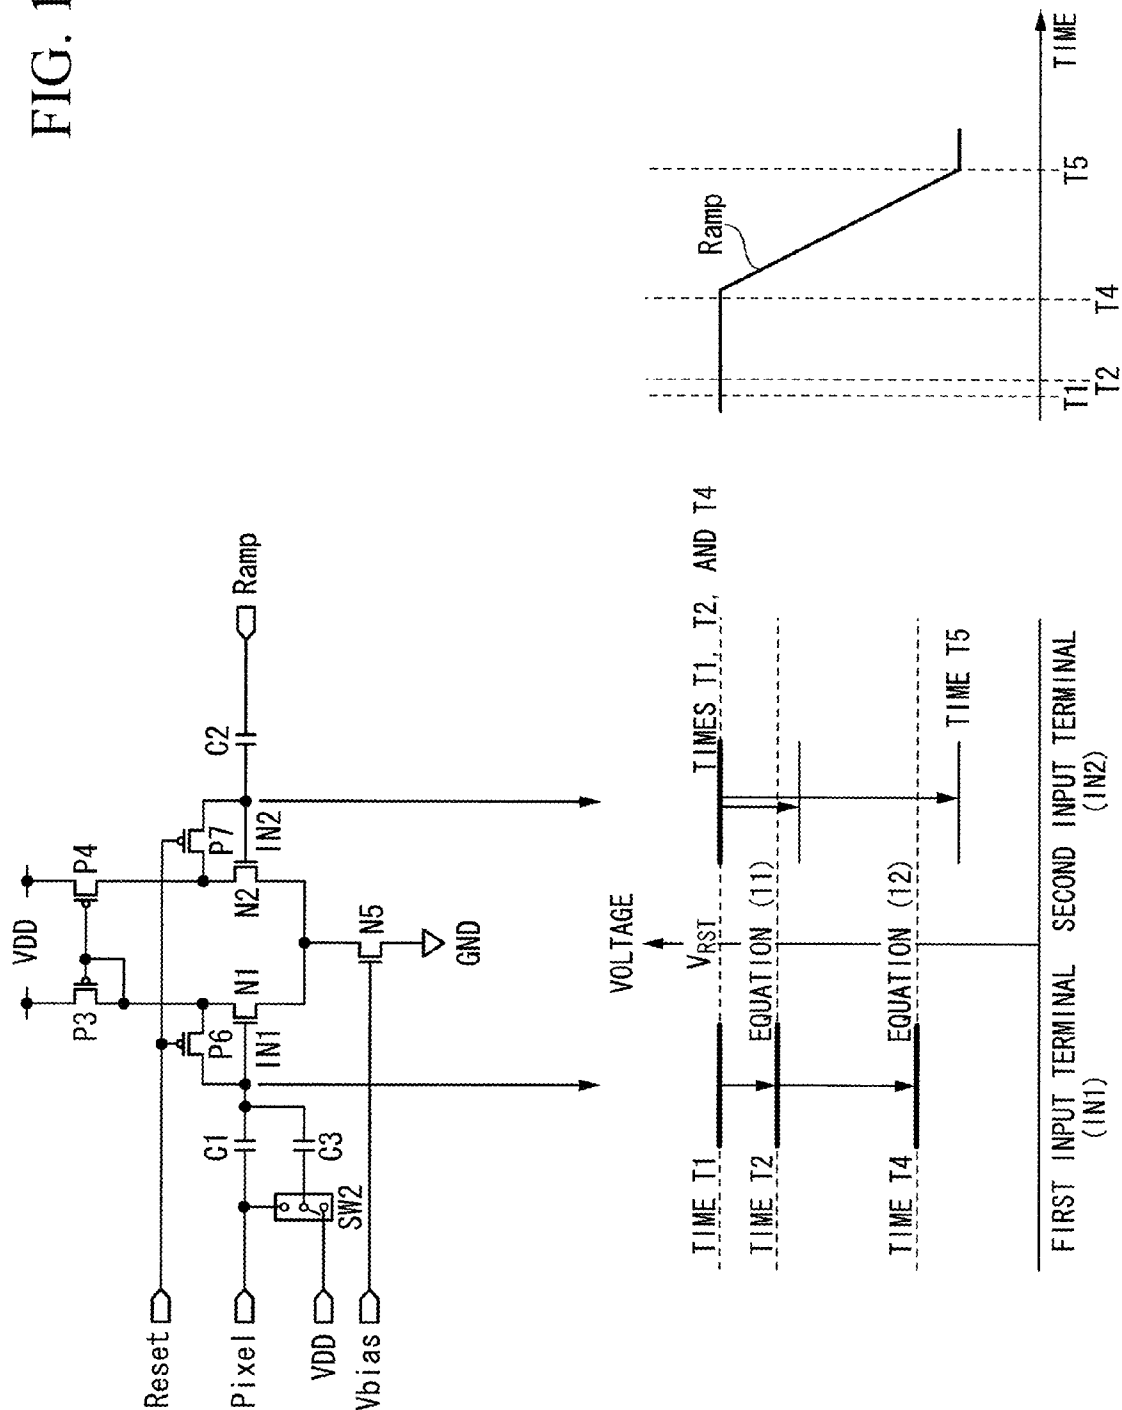 FIG. 1
VDD
P3
P4
Reset
P6
P7
Pixel
C1
IN1
N1
N2
IN2
C2
Ramp
C3
SW2
VDD
Vbias
N5
GND
VOLTAGE
VRST
TIME T1
TIMES T1, T2, AND T4
TIME T2
EQUATION (11)
TIME T4
EQUATION (12)
TIME T5
FIRST INPUT TERMINAL
(IN1)
SECOND INPUT TERMINAL
(IN2)
Ramp
T1
T2
T4
T5
TIME